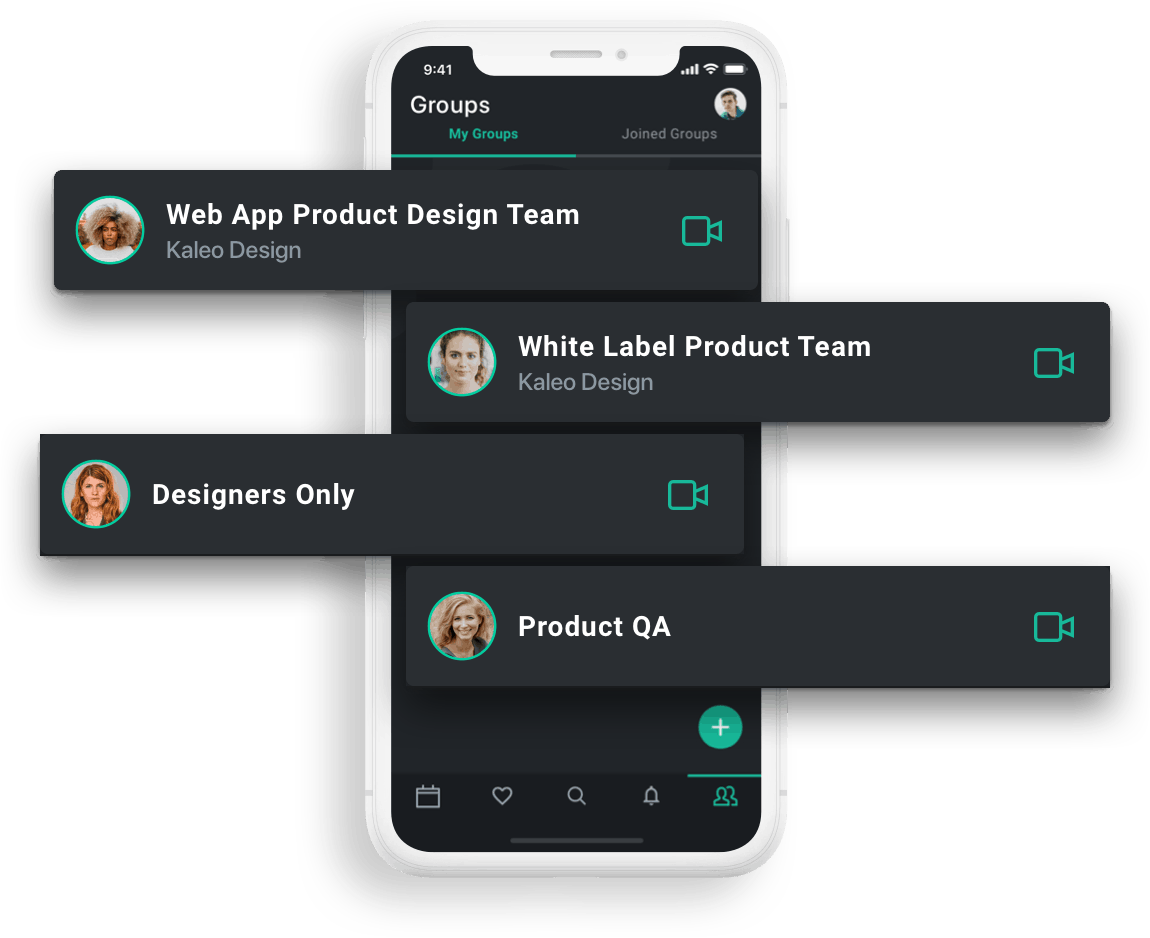 9:41
Groups
My Groups
Joined Groups
Web App Product Design Team
Kaleo Design
White Label Product Team
Kaleo Design
Designers Only
Product QA